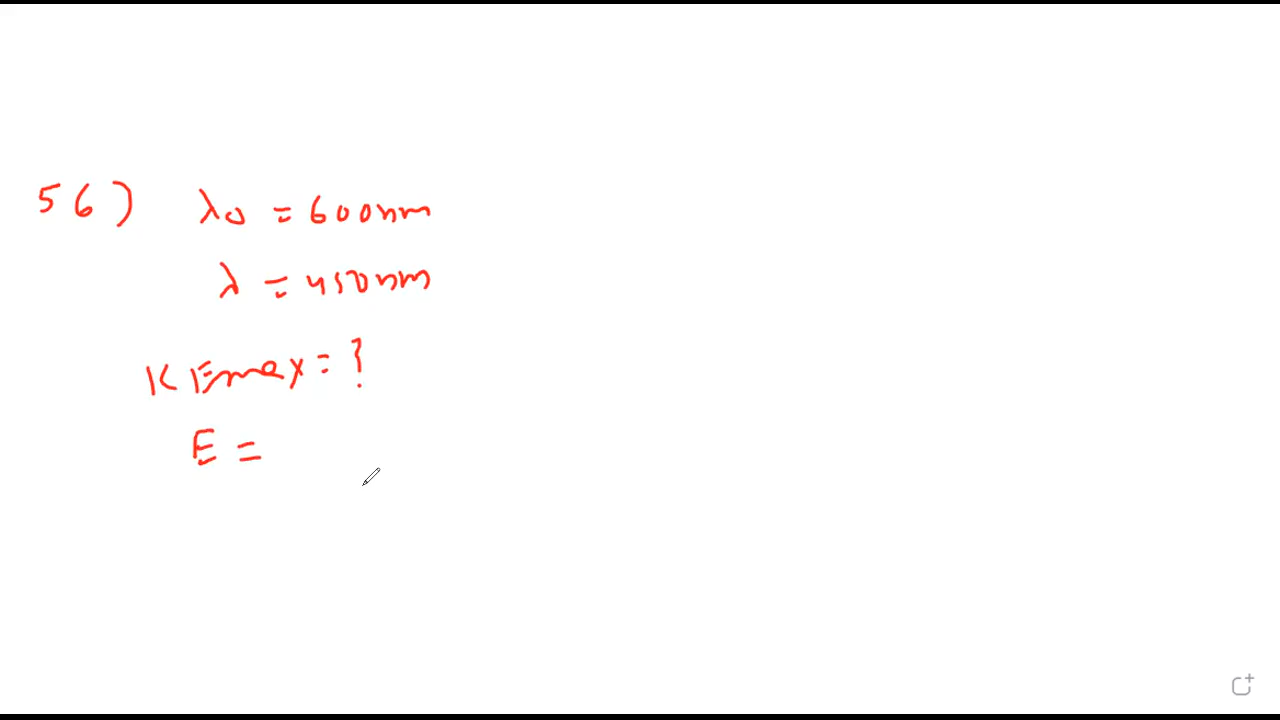 56) λ0 = 600nm
λ = 450nm
KEmax = ?
E =